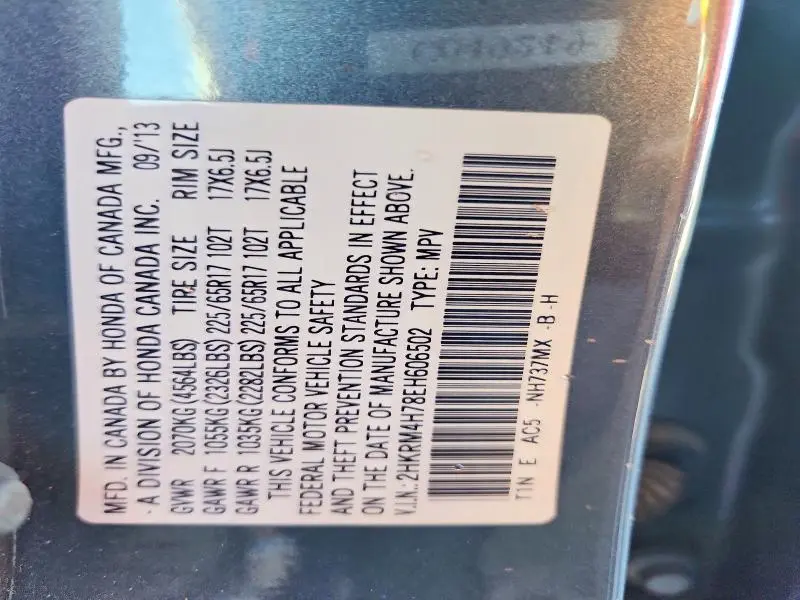 MFD. IN CANADA BY HONDA OF CANADA MFG.,
- A DIVISION OF HONDA CANADA INC. 09/'13
GVWR 2070KG (4564LBS) TIRE SIZE RIM SIZE
GAWR F 1055KG (2326LBS) 225/65R17 102T 17X6.5J
GAWR R 1035KG (2282LBS) 225/65R17 102T 17X6.5J
THIS VEHICLE CONFORMS TO ALL APPLICABLE
FEDERAL MOTOR VEHICLE SAFETY
AND THEFT PREVENTION STANDARDS IN EFFECT
ON THE DATE OF MANUFACTURE SHOWN ABOVE.
V.I.N.: 2HKRM4H78EH606502 TYPE: MPV
T1N E AC5 -NH737MX -B -H